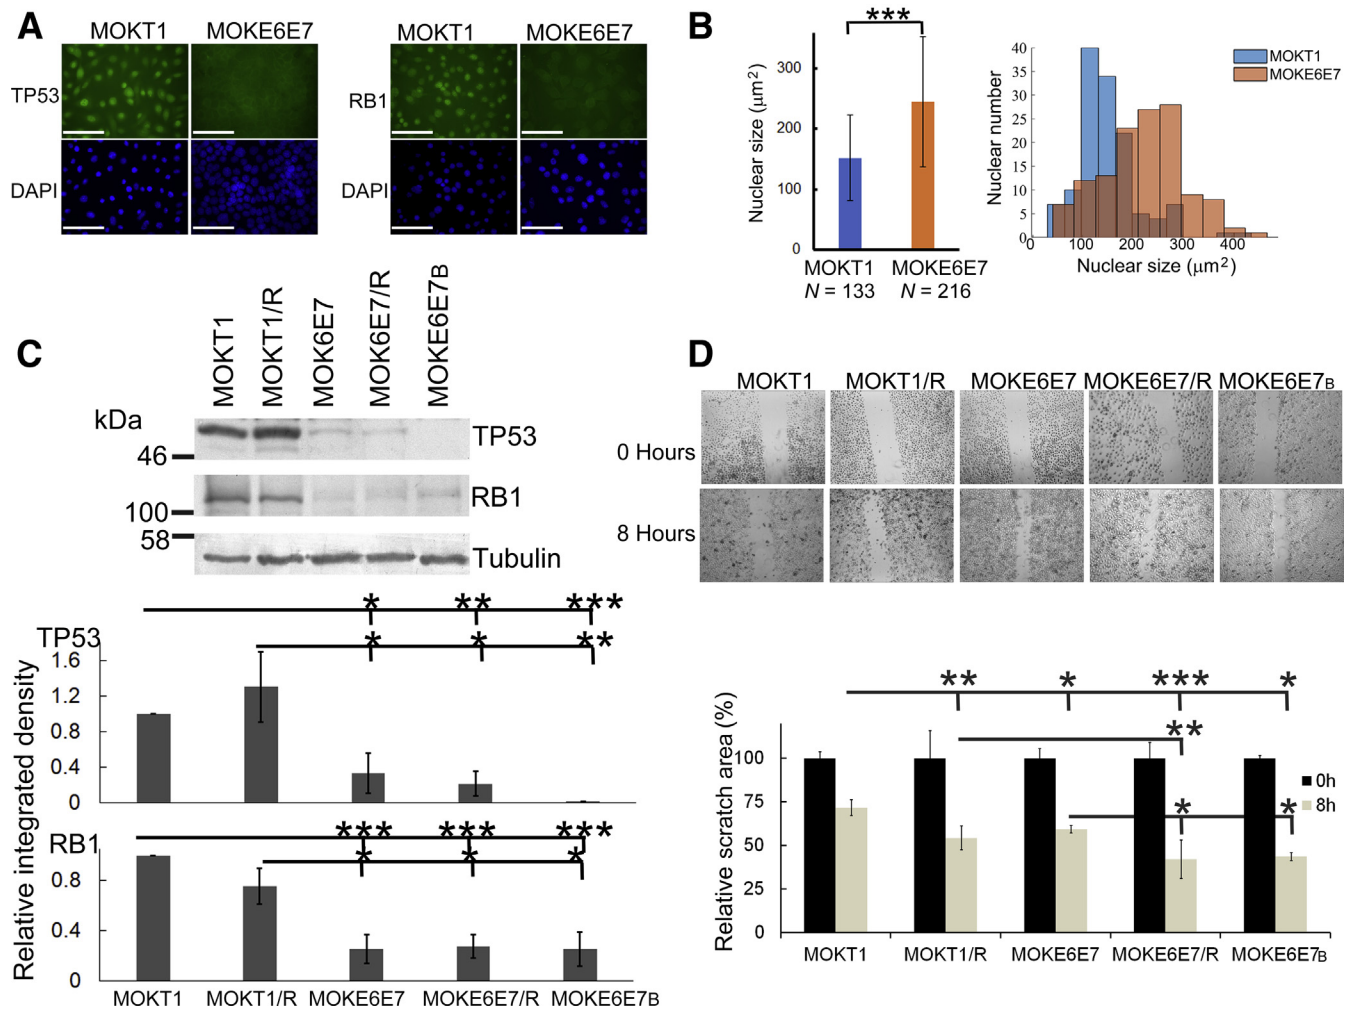 A
MOKT1 MOKE6E7 MOKT1 MOKE6E7
TP53 RB1
DAPI DAPI
B
***
Nuclear size (μm²)
300
200
100
0
MOKT1 MOKE6E7
N = 133 N = 216
Nuclear number
40
35
30
25
20
15
10
5
0
0 100 200 300 400
Nuclear size (μm²)
MOKT1
MOKE6E7
C
MOKT1 MOKT1/R MOK6E7 MOK6E7/R MOKE6E7B
kDa
46
100
58
TP53
RB1
Tubulin
* ** ***
* * **
TP53
1.6
1.2
0.8
0.4
0
Relative integrated density
*** *** ***
* * *
RB1
0.8
0.4
0
MOKT1 MOKT1/R MOKE6E7 MOKE6E7/R MOKE6E7B
D
MOKT1 MOKT1/R MOKE6E7 MOKE6E7/R MOKE6E7B
0 Hours
8 Hours
** * *** *
**
* *
Relative scratch area (%)
100
75
50
25
0
0h
8h
MOKT1 MOKT1/R MOKE6E7 MOKE6E7/R MOKE6E7B